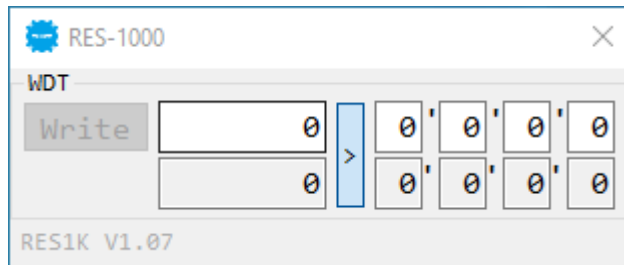 RES-1000
WDT
Write 0 > 0 ' 0 ' 0 ' 0
0 0 ' 0 ' 0 ' 0
RES1K V1.07